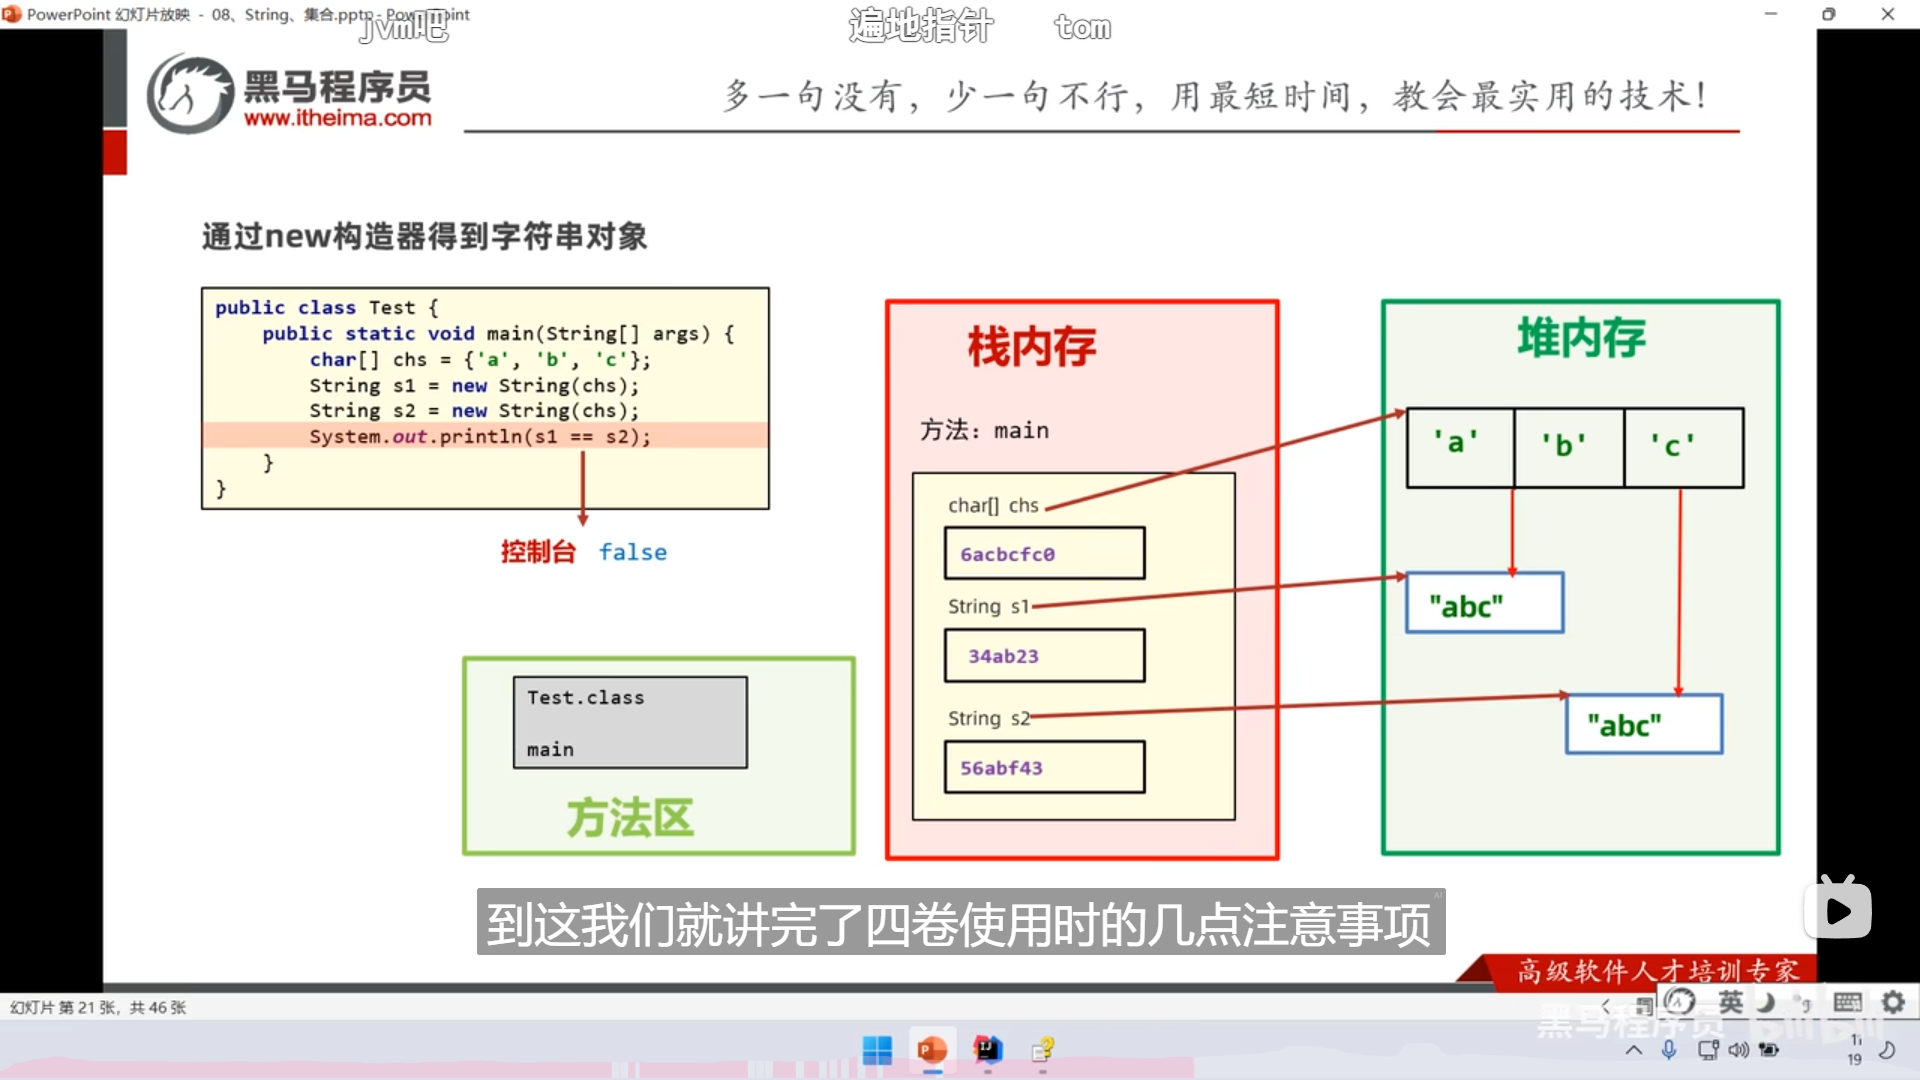 PowerPoint 幻灯片放映 - 08、String、集合.pptp - PowerPoint
jvm吧
遍地指针
tom
黑马程序员
www.itheima.com
多一句没有，少一句不行，用最短时间，教会最实用的技术！
通过new构造器得到字符串对象
public class Test {
public static void main(String[] args) {
char[] chs = {'a', 'b', 'c'};
String s1 = new String(chs);
String s2 = new String(chs);
System.out.println(s1 == s2);
}
}
控制台 false
Test.class
main
方法区
栈内存
方法：main
char[] chs
6acbcfc0
String s1
34ab23
String s2
56abf43
堆内存
'a' 'b' 'c'
"abc"
"abc"
到这我们就讲完了四卷使用时的几点注意事项
AI
高级软件人才培训专家
幻灯片 第 21 张，共 46 张
英
黑马程序员
19